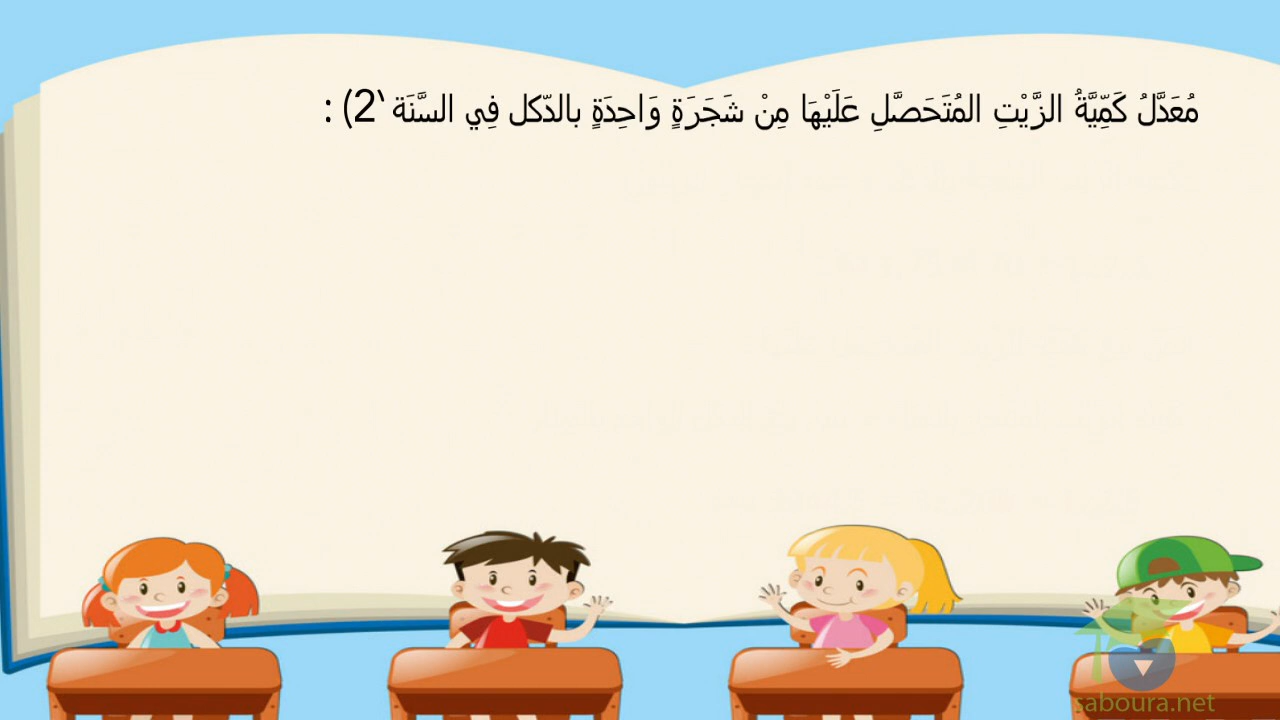 مُعَدَّلُ كَمِّيَّةُ الزَّيْتِ المُتَحَصَّلِ عَلَيْهَا مِنْ شَجَرَةٍ وَاحِدَةٍ بالدّكل فِي السَّنَة ‘2) :
saboura.net